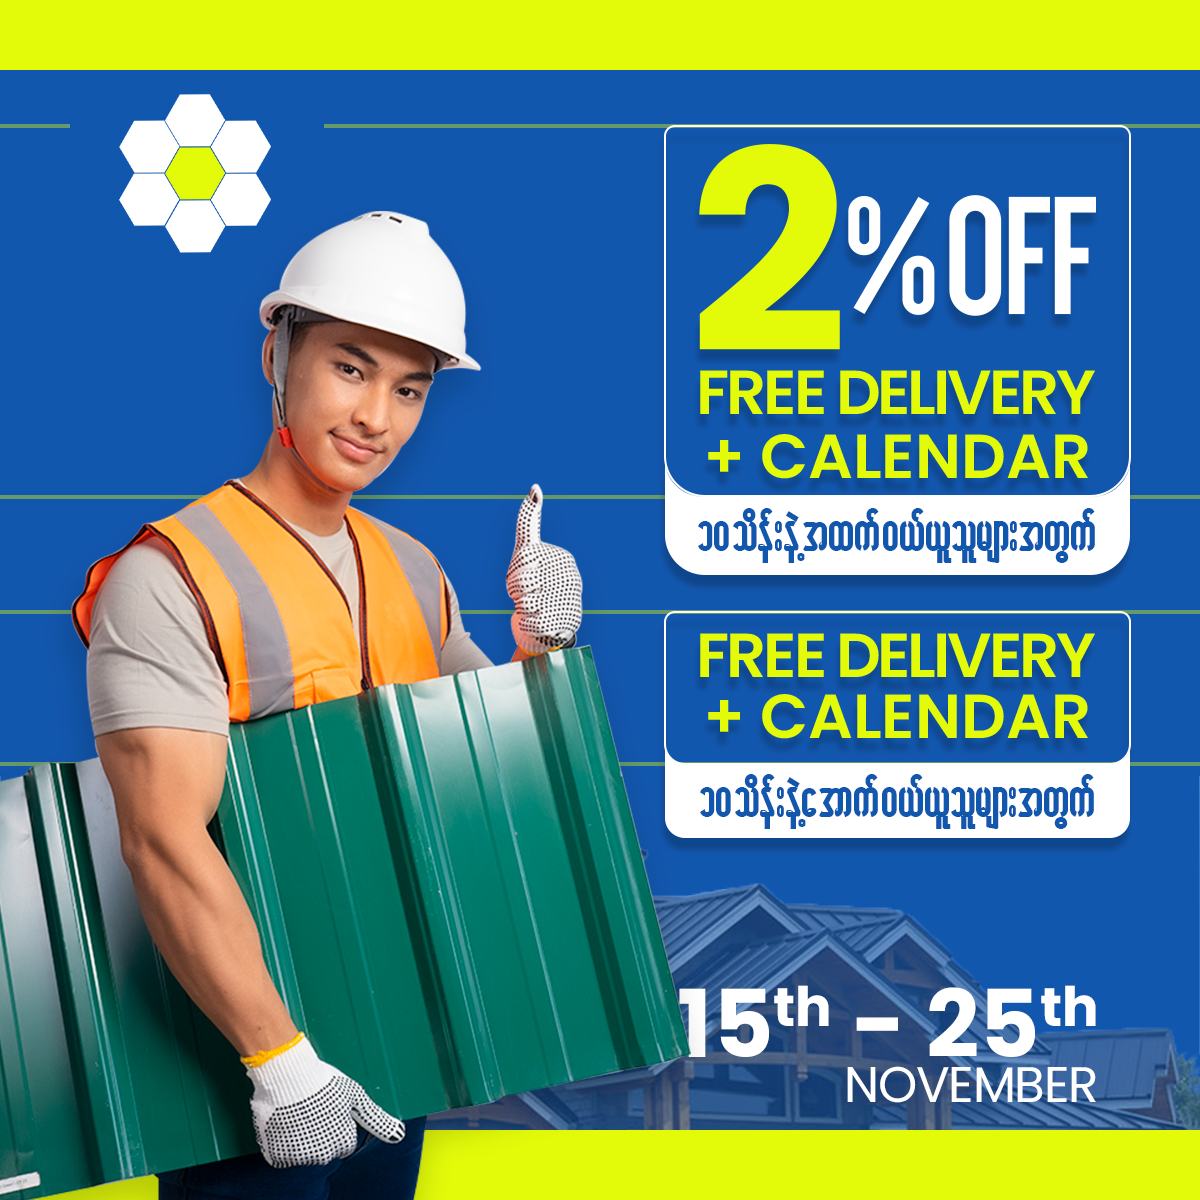 2%OFF
FREE DELIVERY
+ CALENDAR
၁၀သိန်းနဲ့အထက်ဝယ်ယူသူများအတွက်
FREE DELIVERY
+ CALENDAR
၁၀သိန်းနဲ့အောက်ဝယ်ယူသူများအတွက်
15th - 25th
NOVEMBER